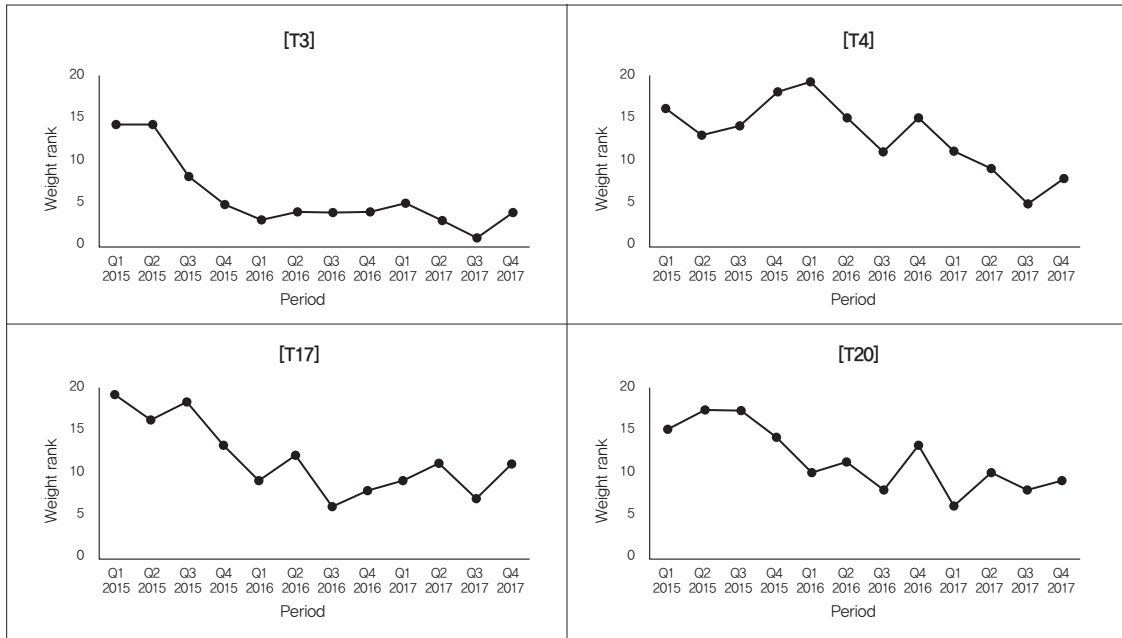 [T3]
20
15
10
5
0
Weight rank
Q1 Q2 Q3 Q4 Q1 Q2 Q3 Q4 Q1 Q2 Q3 Q4
2015 2015 2015 2015 2016 2016 2016 2016 2017 2017 2017 2017
Period
[T4]
20
15
10
5
0
Weight rank
Q1 Q2 Q3 Q4 Q1 Q2 Q3 Q4 Q1 Q2 Q3 Q4
2015 2015 2015 2015 2016 2016 2016 2016 2017 2017 2017 2017
Period
[T17]
20
15
10
5
0
Weight rank
Q1 Q2 Q3 Q4 Q1 Q2 Q3 Q4 Q1 Q2 Q3 Q4
2015 2015 2015 2015 2016 2016 2016 2016 2017 2017 2017 2017
Period
[T20]
20
15
10
5
0
Weight rank
Q1 Q2 Q3 Q4 Q1 Q2 Q3 Q4 Q1 Q2 Q3 Q4
2015 2015 2015 2015 2016 2016 2016 2016 2017 2017 2017 2017
Period